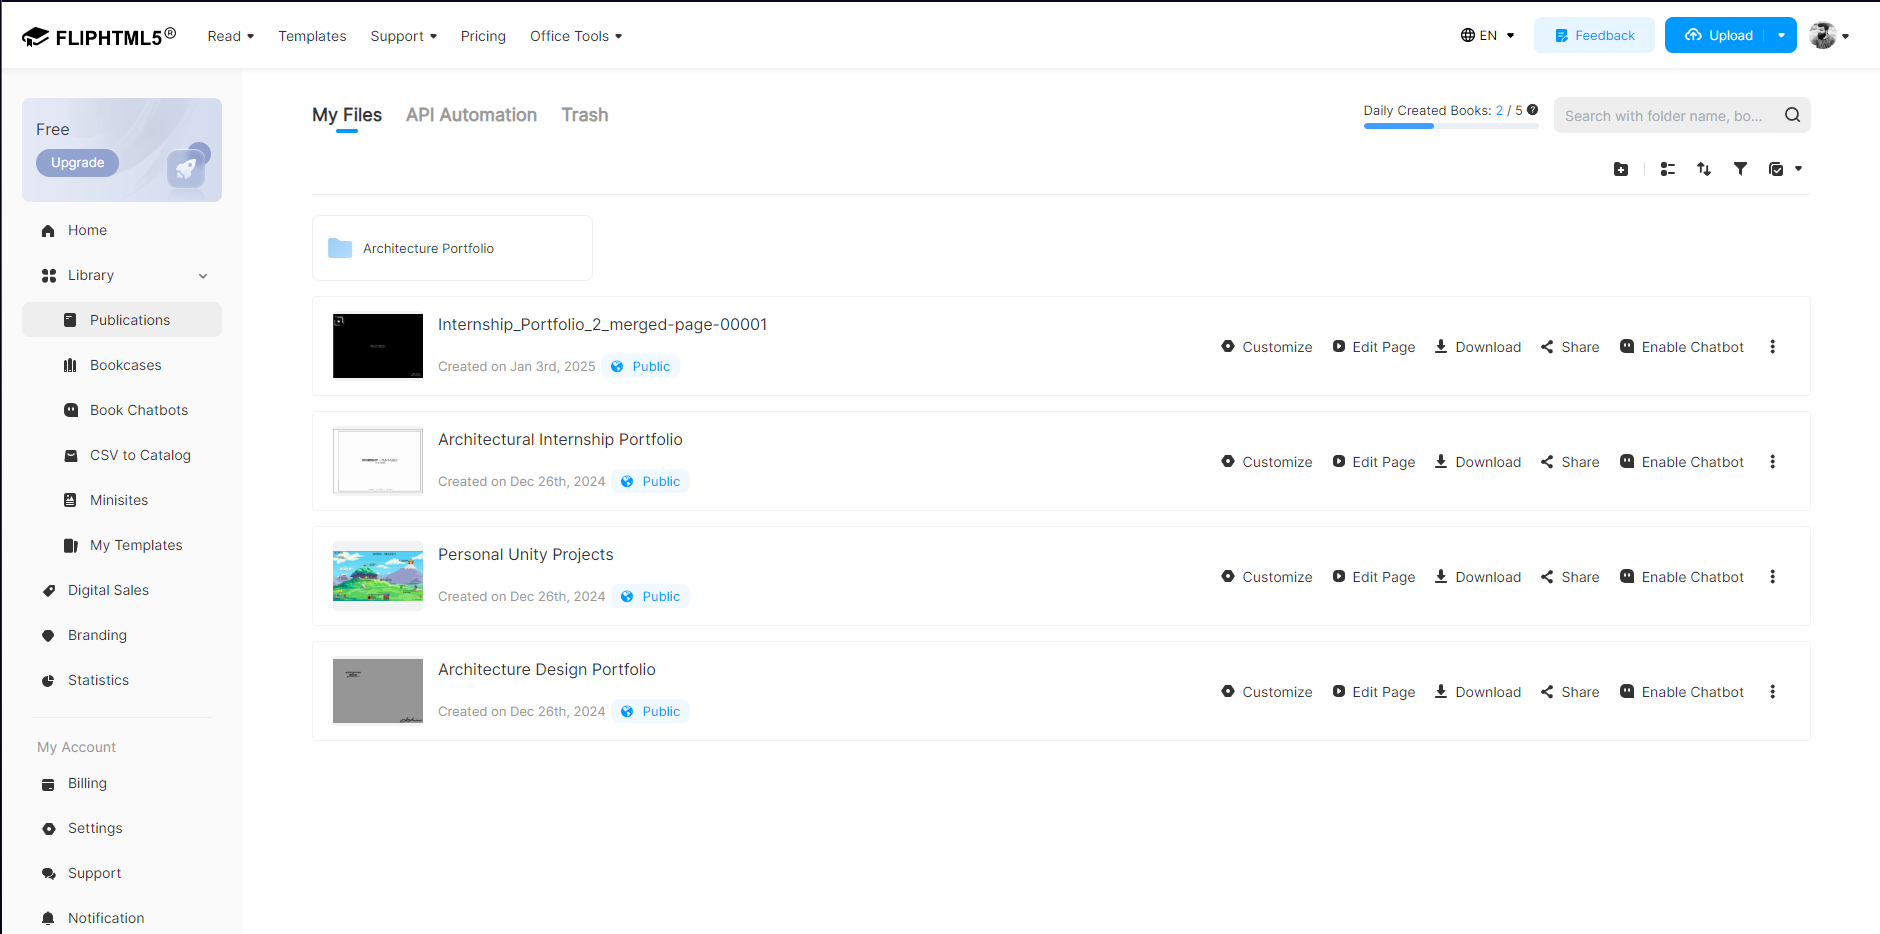 FLIPHTML5® Read Templates Support Pricing Office Tools EN Feedback Upload
Free
Upgrade
Home
Library
Publications
Bookcases
Book Chatbots
CSV to Catalog
Minisites
My Templates
Digital Sales
Branding
Statistics
My Account
Billing
Settings
Support
Notification
My Files API Automation Trash
Daily Created Books: 2 / 5
Search with folder name, bo...
Architecture Portfolio
Internship_Portfolio_2_merged-page-00001
Created on Jan 3rd, 2025 Public
Customize Edit Page Download Share Enable Chatbot
Architectural Internship Portfolio
Created on Dec 26th, 2024 Public
Customize Edit Page Download Share Enable Chatbot
Personal Unity Projects
Created on Dec 26th, 2024 Public
Customize Edit Page Download Share Enable Chatbot
Architecture Design Portfolio
Created on Dec 26th, 2024 Public
Customize Edit Page Download Share Enable Chatbot